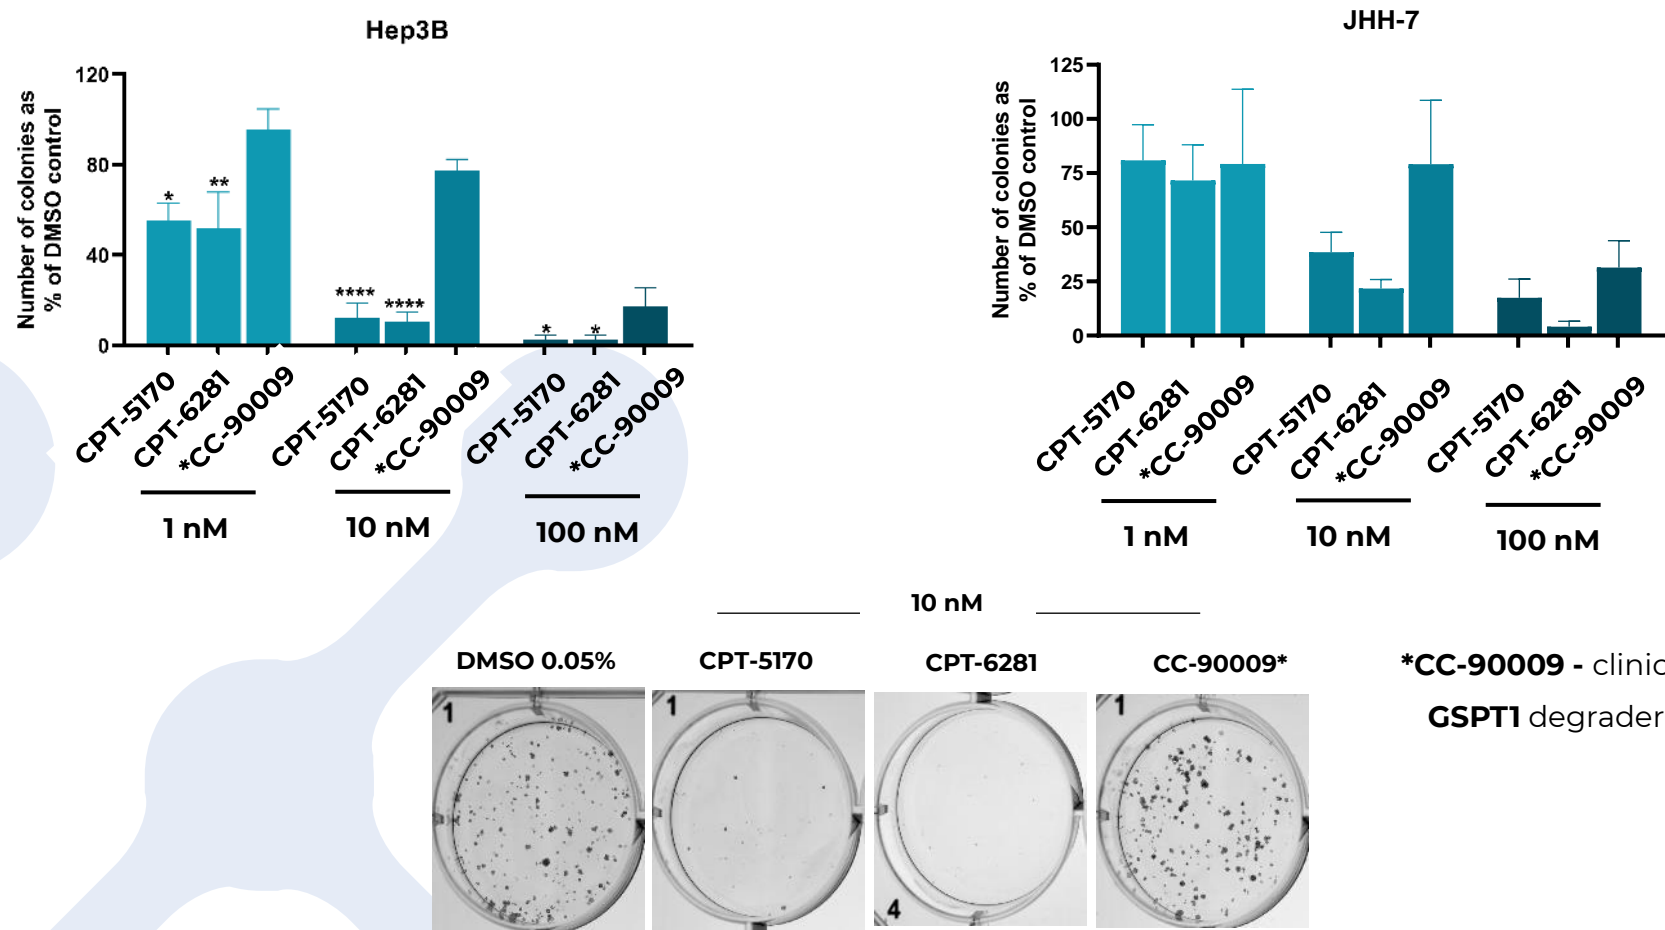 Hep3B
Number of colonies as
% of DMSO control
120
80
40
0
*
**
****
****
*
*
CPT-5170
CPT-6281
*CC-90009
CPT-5170
CPT-6281
*CC-90009
CPT-5170
CPT-6281
*CC-90009
1 nM
10 nM
100 nM
JHH-7
Number of colonies as
% of DMSO control
125
100
75
50
25
0
CPT-5170
CPT-6281
*CC-90009
CPT-5170
CPT-6281
*CC-90009
CPT-5170
CPT-6281
*CC-90009
1 nM
10 nM
100 nM
10 nM
DMSO 0.05%
CPT-5170
CPT-6281
CC-90009*
1
1
4
1
*CC-90009 - clinic
GSPT1 degrader